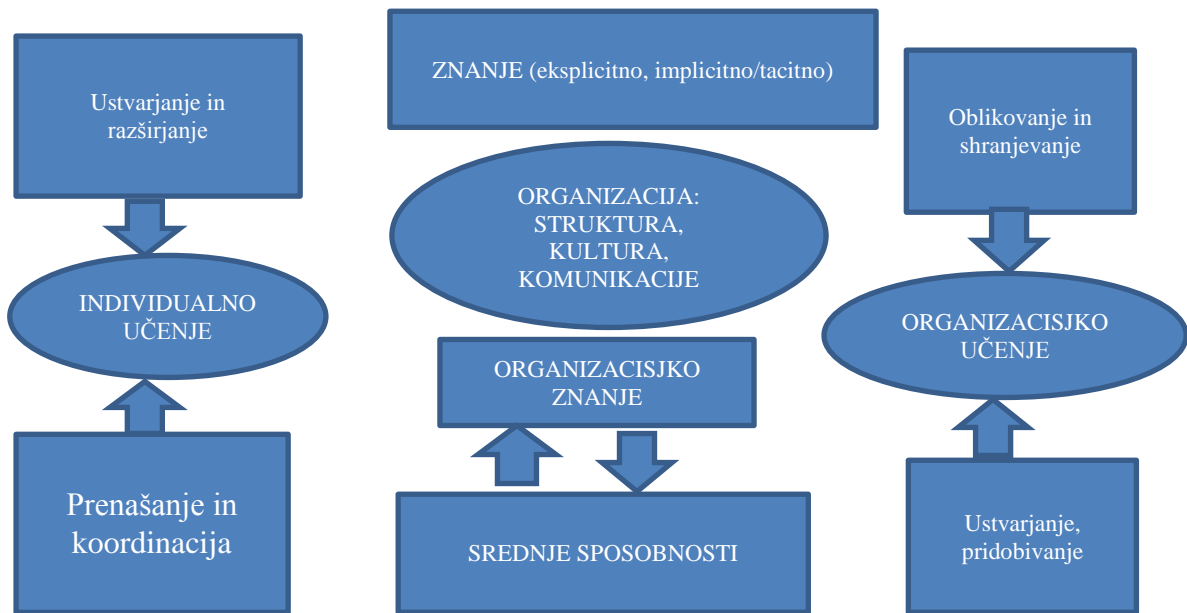 Ustvarjanje in
razširjanje
INDIVIDUALNO
UČENJE
Prenašanje in
koordinacija
ZNANJE (eksplicitno, implicitno/tacitno)
ORGANIZACIJA:
STRUKTURA,
KULTURA,
KOMUNIKACIJE
ORGANIZACISJKO
ZNANJE
SREDNJE SPOSOBNOSTI
Oblikovanje in
shranjevanje
ORGANIZACISJKO
UČENJE
Ustvarjanje,
pridobivanje